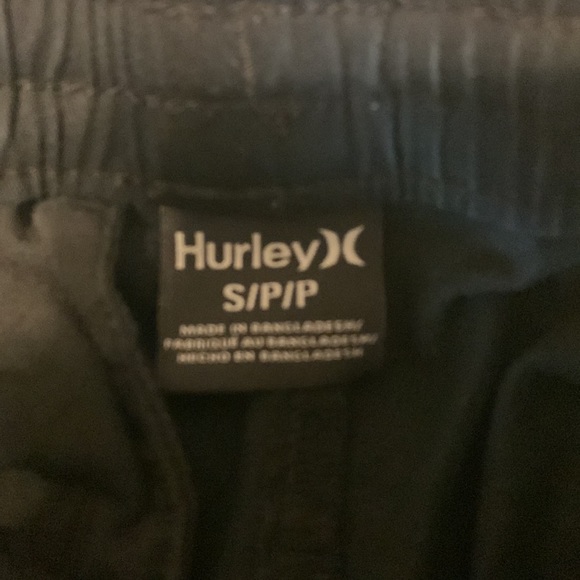 Hurley
S/P/P
MADE IN BANGLADESH/
FABRIQUÉ AU BANGLADESH/
HECHO EN BANGLADESH